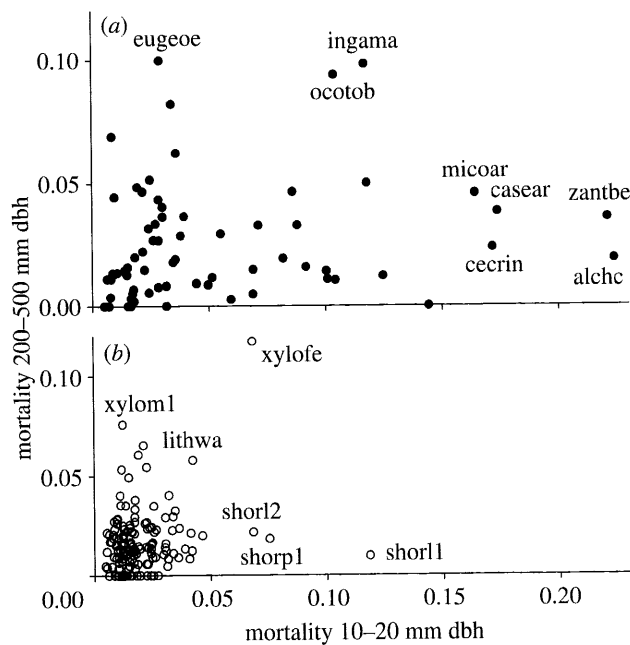 (a)
eugeoe
ingama
0.10
ocotob
micoar
0.05
casear
zantbe
cecrin
alchc
0.00
mortality 200–500 mm dbh
(b)
xylofe
0.10
xylom1
lithwa
0.05
shorl2
shorp1
shorl1
0.00
0.05
0.10
0.15
0.20
mortality 10–20 mm dbh